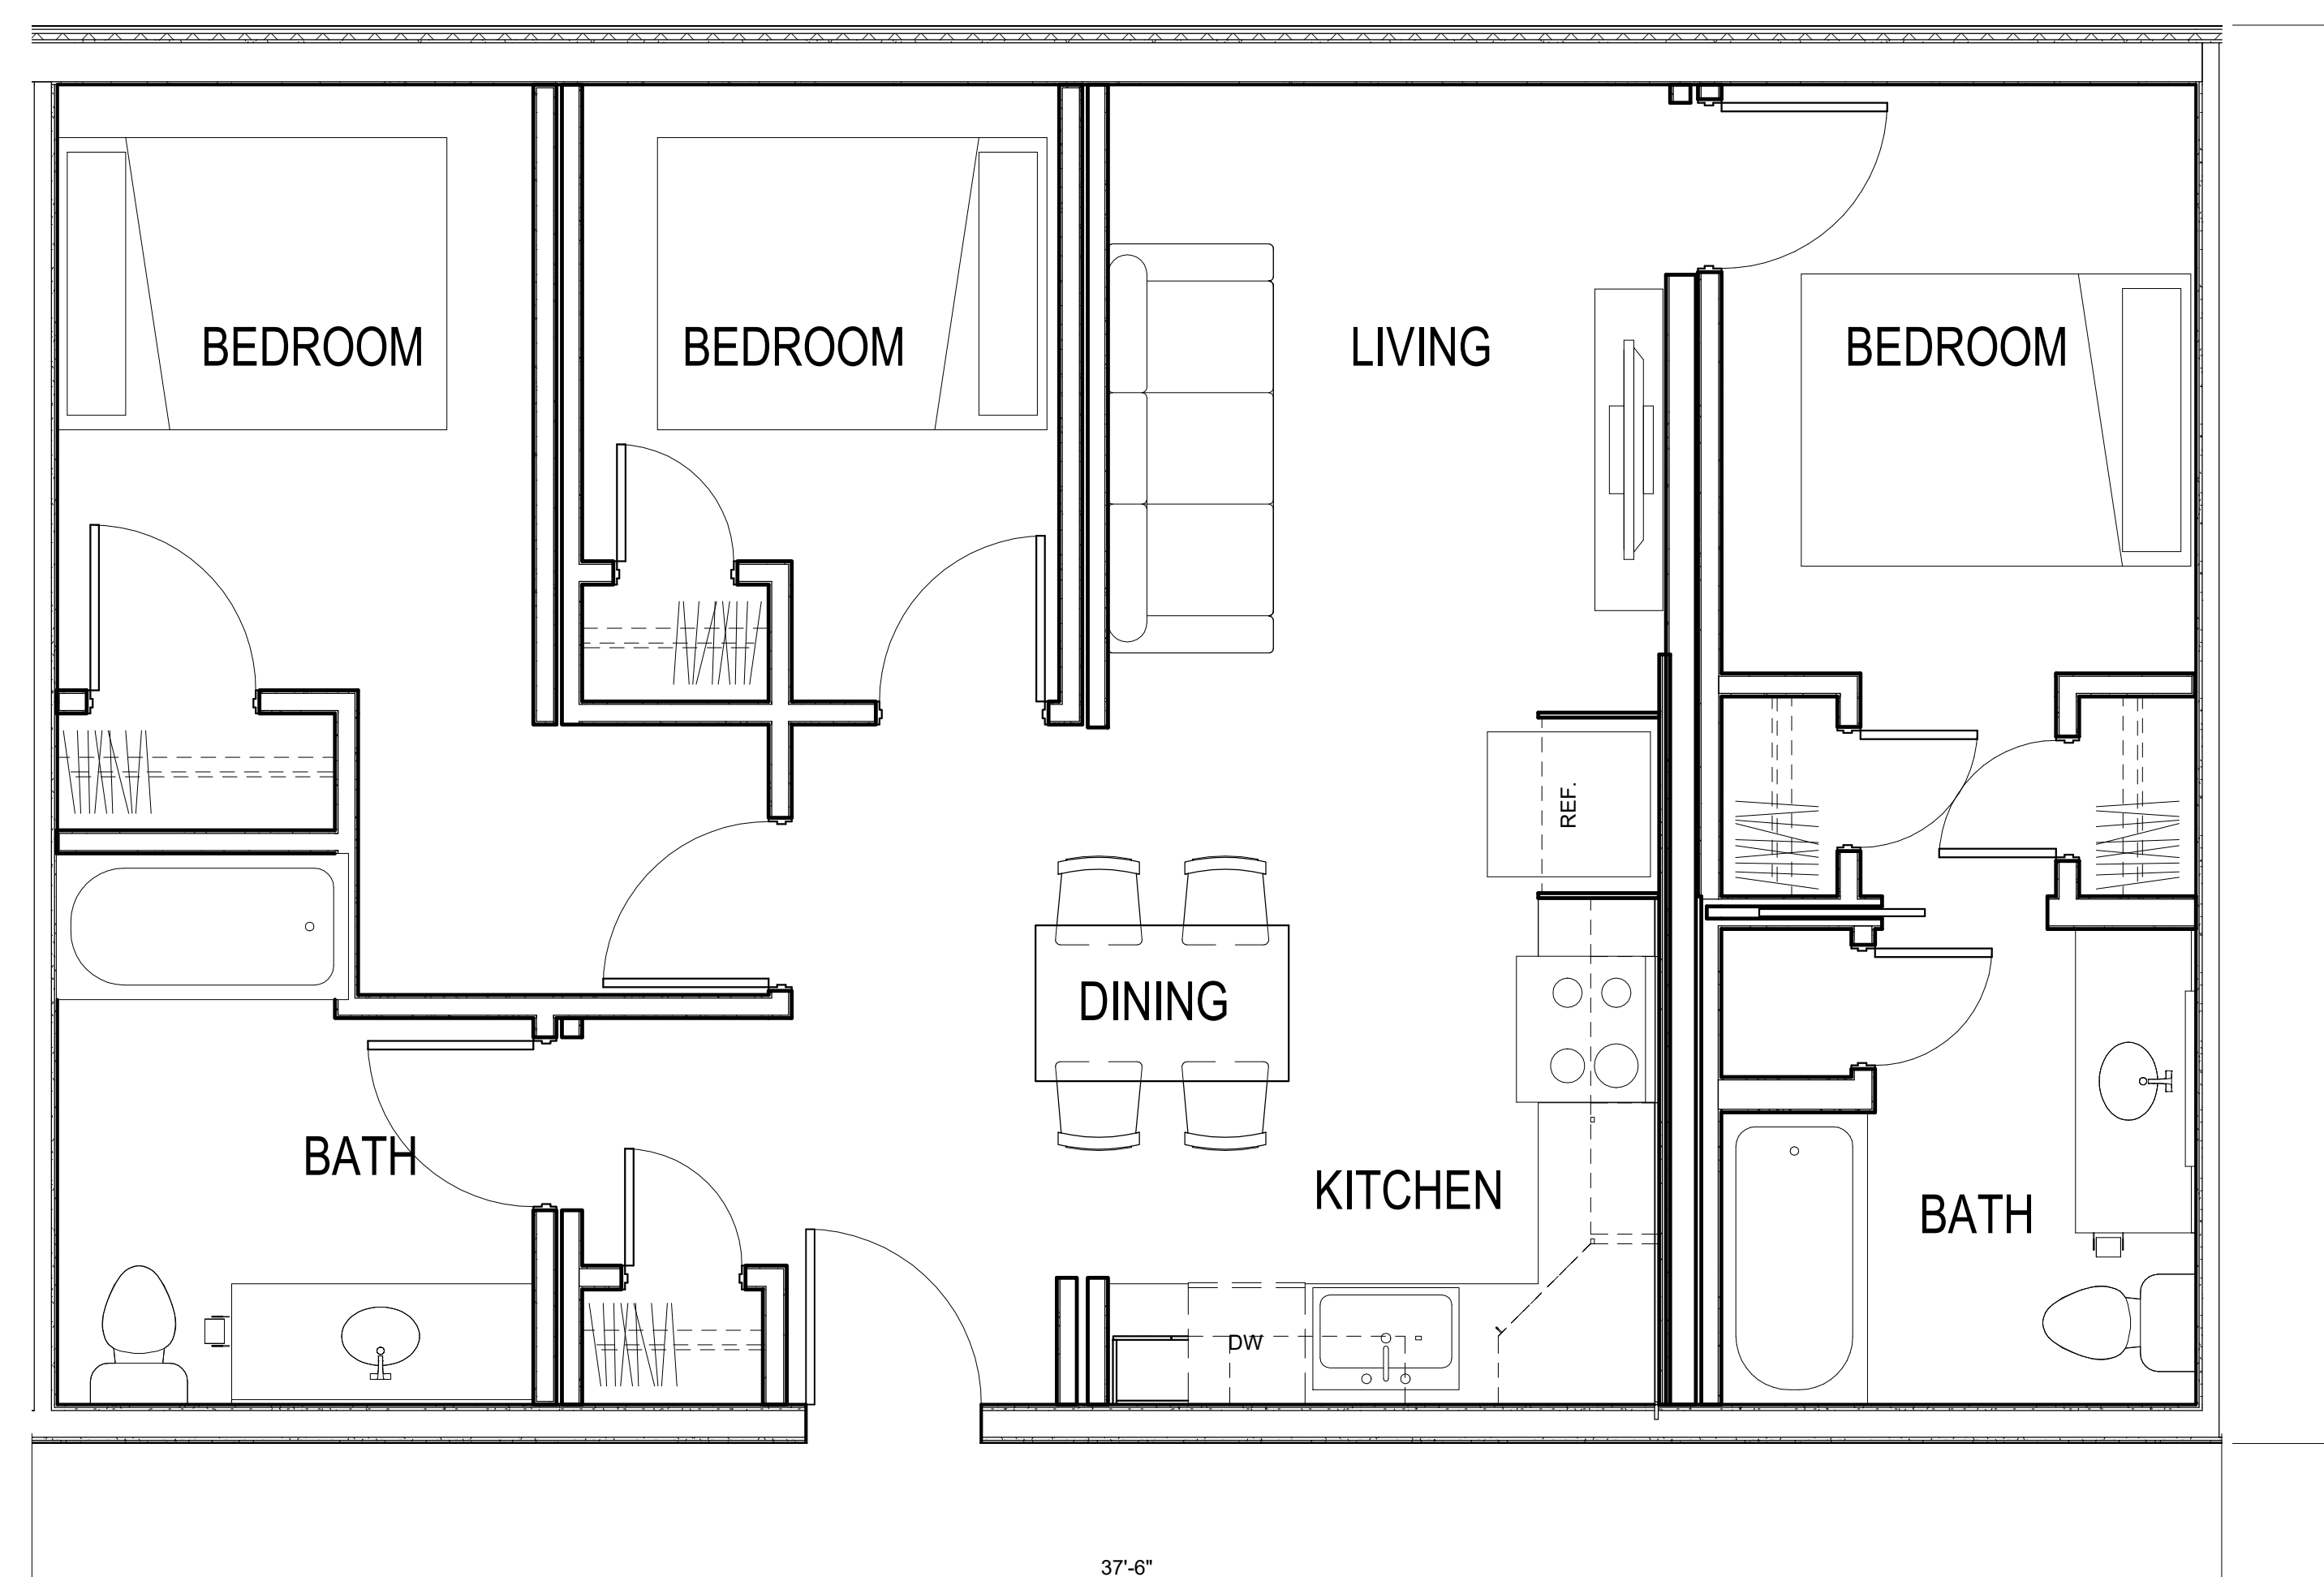 BEDROOM
BEDROOM
LIVING
BEDROOM
REF.
DINING
BATH
KITCHEN
BATH
DW
37'-6"